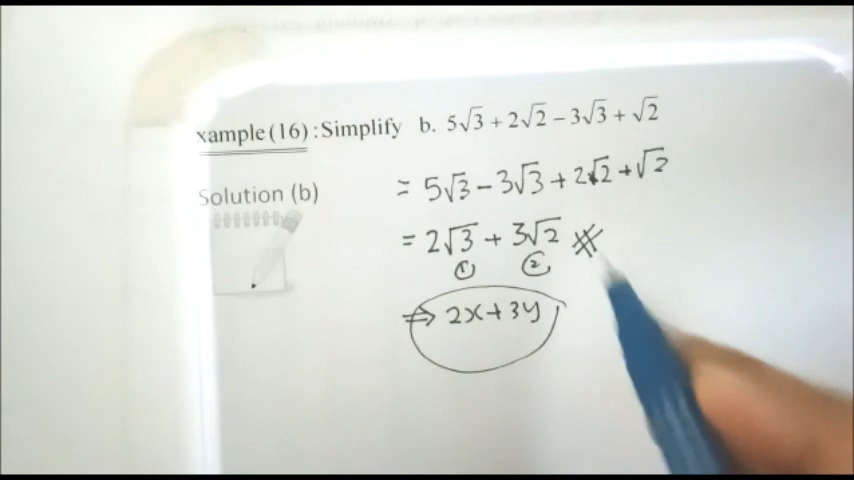 xample (16) : Simplify b. 5√3 + 2√2 − 3√3 + √2
Solution (b)
= 5√3 − 3√3 + 2√2 + √2
= 2√3 + 3√2 #
① ②
⇒ 2x + 3y